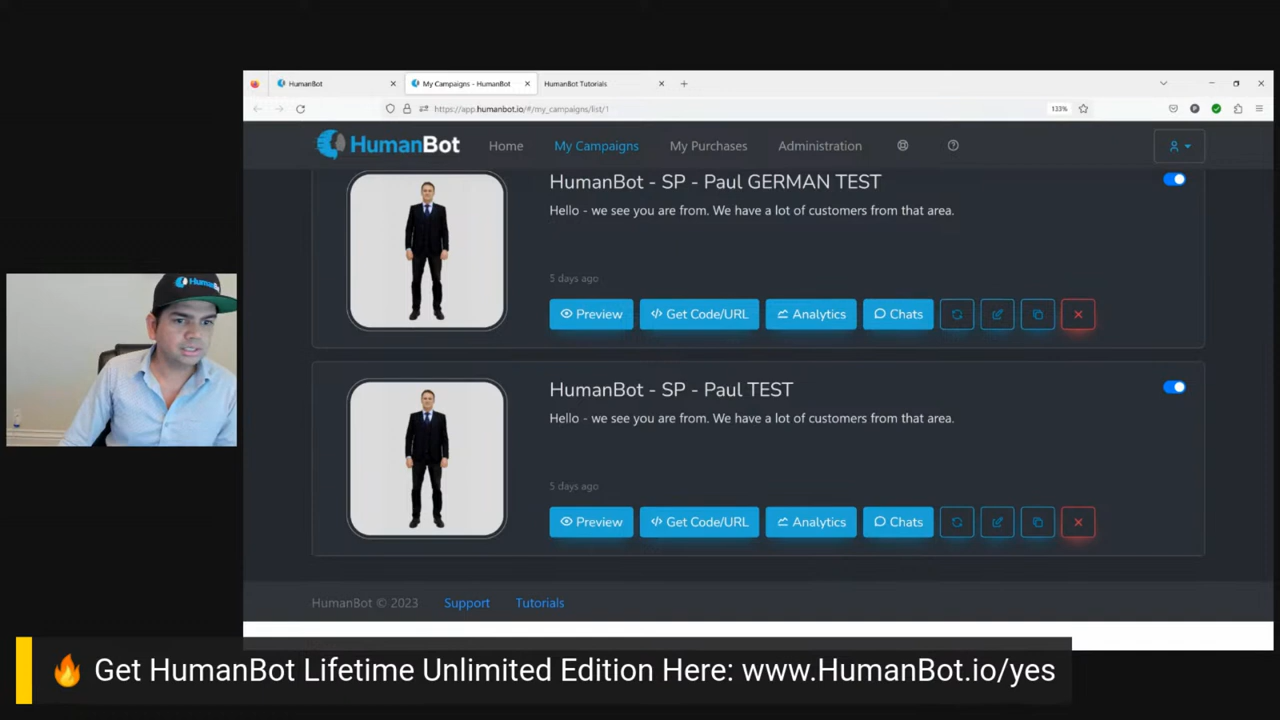 HumanBot
My Campaigns - HumanBot
HumanBot Tutorials
https://app.humanbot.io/#/my_campaigns/list/1
133%
HumanBot
Home
My Campaigns
My Purchases
Administration
HumanBot - SP - Paul GERMAN TEST
Hello - we see you are from. We have a lot of customers from that area.
5 days ago
Preview
Get Code/URL
Analytics
Chats
HumanBot - SP - Paul TEST
Hello - we see you are from. We have a lot of customers from that area.
5 days ago
Preview
Get Code/URL
Analytics
Chats
HumanBot © 2023
Support
Tutorials
🔥 Get HumanBot Lifetime Unlimited Edition Here: www.HumanBot.io/yes